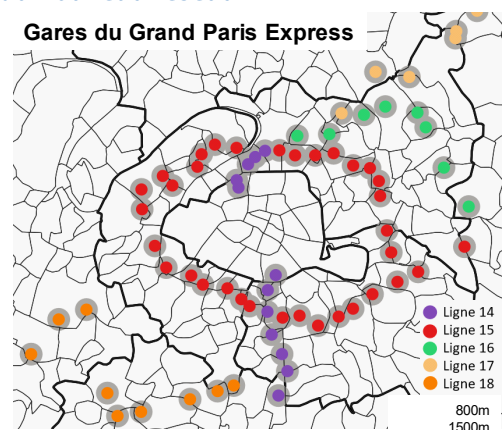 Gares du Grand Paris Express
Ligne 14
Ligne 15
Ligne 16
Ligne 17
Ligne 18
800m
1500m